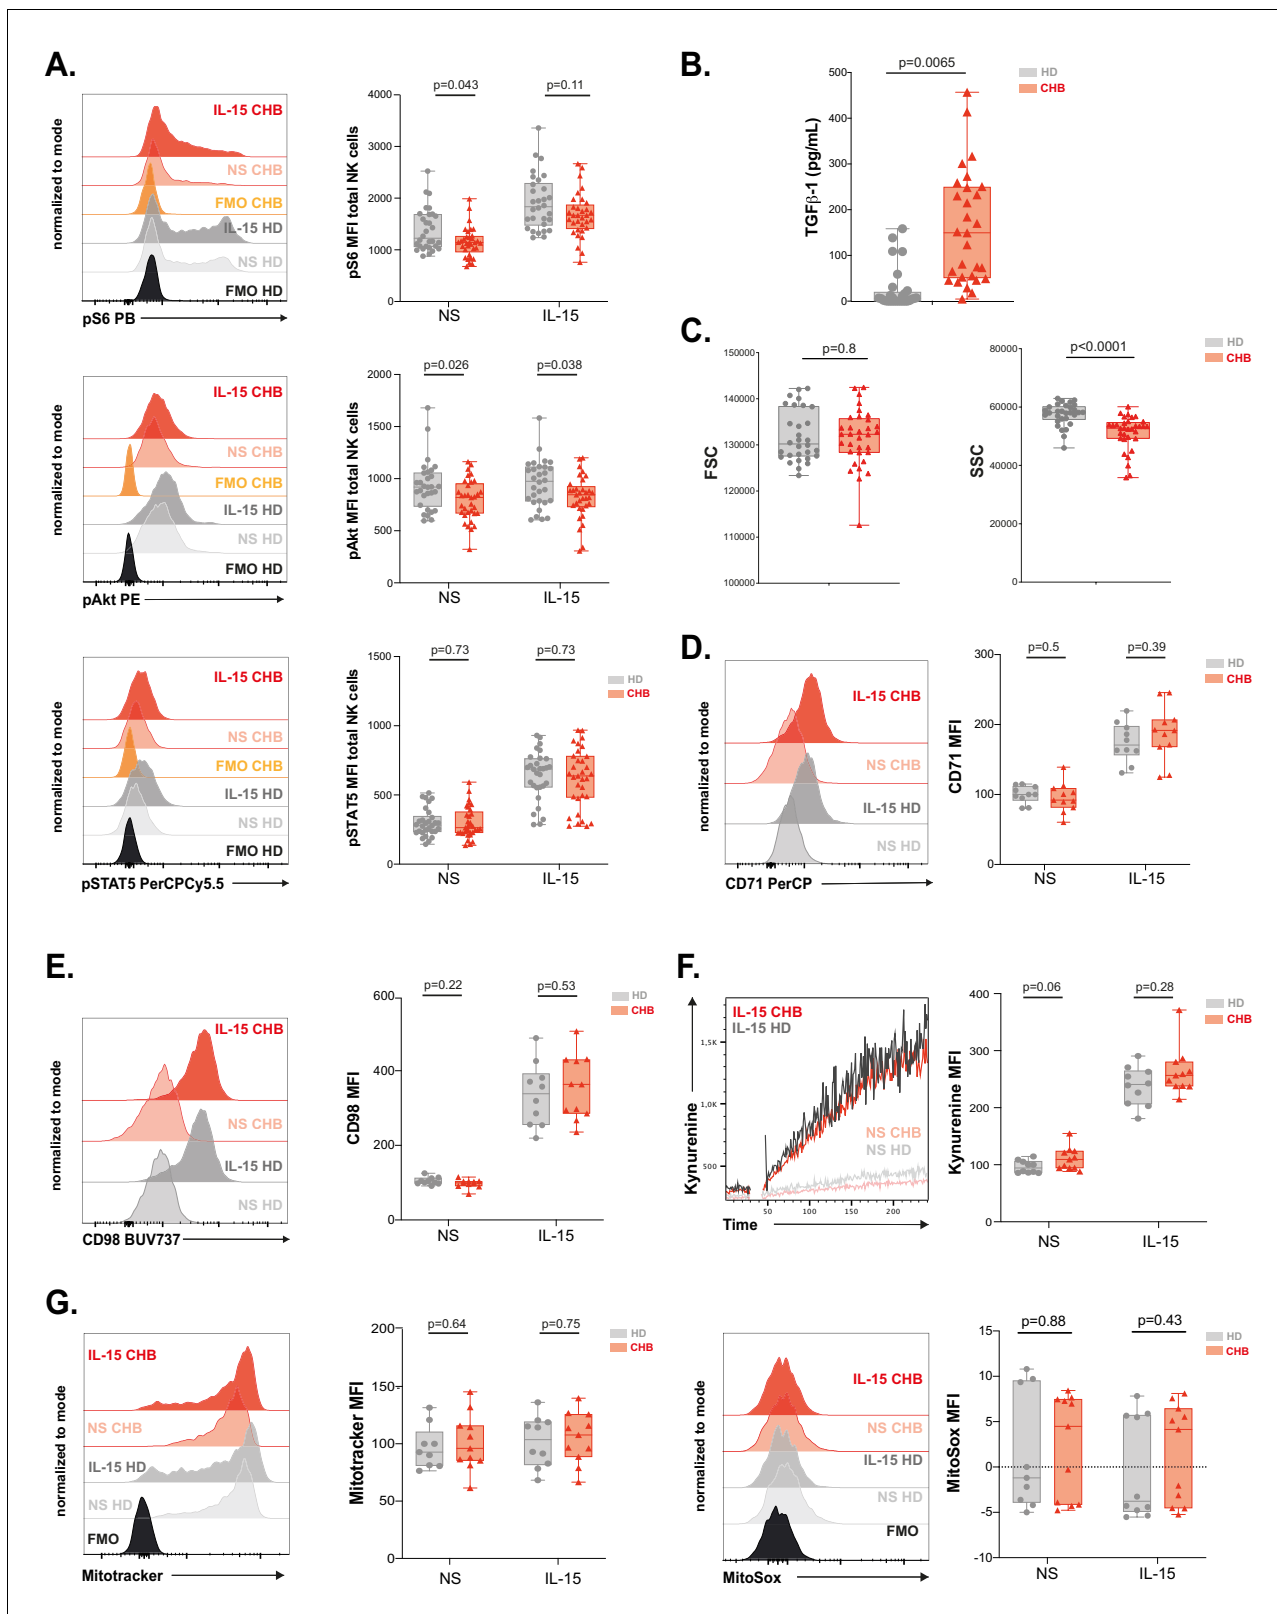 A.
normalized to mode
IL-15 CHB
NS CHB
FMO CHB
IL-15 HD
NS HD
FMO HD
pS6 PB
pS6 MFI total NK cells
p=0.043
p=0.11
4000
3000
2000
1000
0
NS
IL-15
B.
TGFβ-1 (pg/mL)
p=0.0065
500
400
300
200
100
0
HD
CHB
normalized to mode
IL-15 CHB
NS CHB
FMO CHB
IL-15 HD
NS HD
FMO HD
pAkt PE
pAkt MFI total NK cells
p=0.026
p=0.038
2000
1500
1000
500
0
NS
IL-15
C.
FSC
p=0.8
150000
140000
130000
120000
110000
100000
SSC
p<0.0001
80000
60000
40000
20000
0
HD
CHB
normalized to mode
IL-15 CHB
NS CHB
FMO CHB
IL-15 HD
NS HD
FMO HD
pSTAT5 PerCPCy5.5
pSTAT5 MFI total NK cells
p=0.73
p=0.73
1500
1000
500
0
NS
IL-15
HD
CHB
D.
normalized to mode
IL-15 CHB
NS CHB
IL-15 HD
NS HD
CD71 PerCP
CD71 MFI
p=0.5
p=0.39
300
200
100
0
NS
IL-15
HD
CHB
E.
normalized to mode
IL-15 CHB
NS CHB
IL-15 HD
NS HD
CD98 BUV737
CD98 MFI
p=0.22
p=0.53
600
400
200
0
NS
IL-15
HD
CHB
F.
Kynurenine
IL-15 CHB
IL-15 HD
NS CHB
NS HD
1,5K
1,0K
500
50
100
150
200
Time
Kynurenine MFI
p=0.06
p=0.28
400
300
200
100
0
NS
IL-15
HD
CHB
G.
normalized to mode
IL-15 CHB
NS CHB
IL-15 HD
NS HD
FMO
Mitotracker
Mitotracker MFI
p=0.64
p=0.75
200
150
100
50
0
NS
IL-15
HD
CHB
normalized to mode
IL-15 CHB
NS CHB
IL-15 HD
NS HD
FMO
MitoSox
MitoSox MFI
p=0.88
p=0.43
15
10
5
0
-5
-10
NS
IL-15
HD
CHB